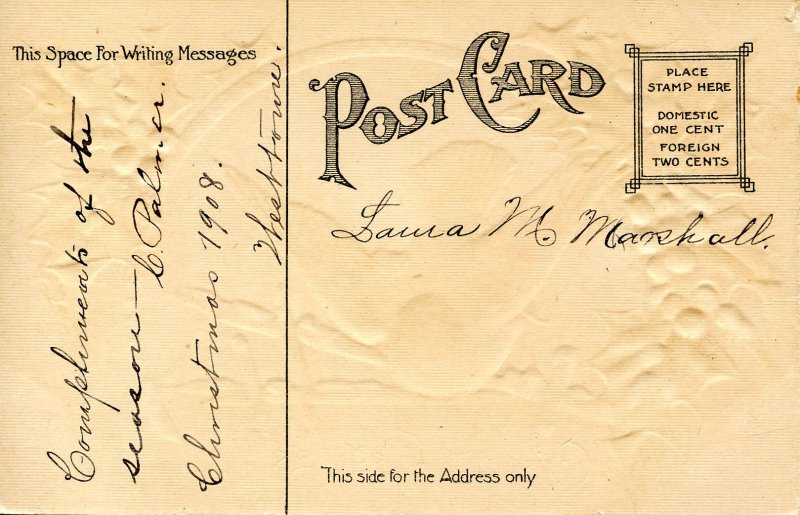 This Space For Writing Messages
Compliments of the
season— C. Palmer.
Christmas 1908.
Westtown.
POST CARD
PLACE
STAMP HERE
DOMESTIC
ONE CENT
FOREIGN
TWO CENTS
Laura M. Marshall.
This side for the Address only